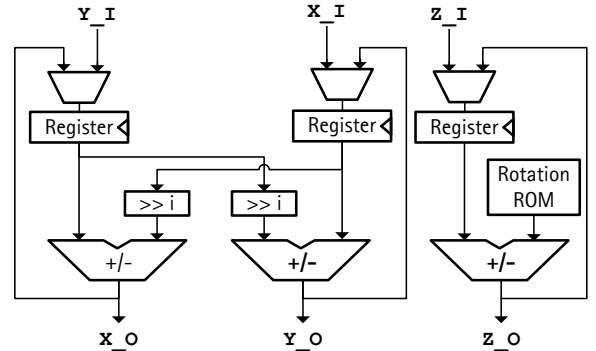 Y_I
X_I
Z_I
Register
Register
Register
>> i
>> i
Rotation
ROM
+/-
+/-
+/-
X_O
Y_O
Z_O